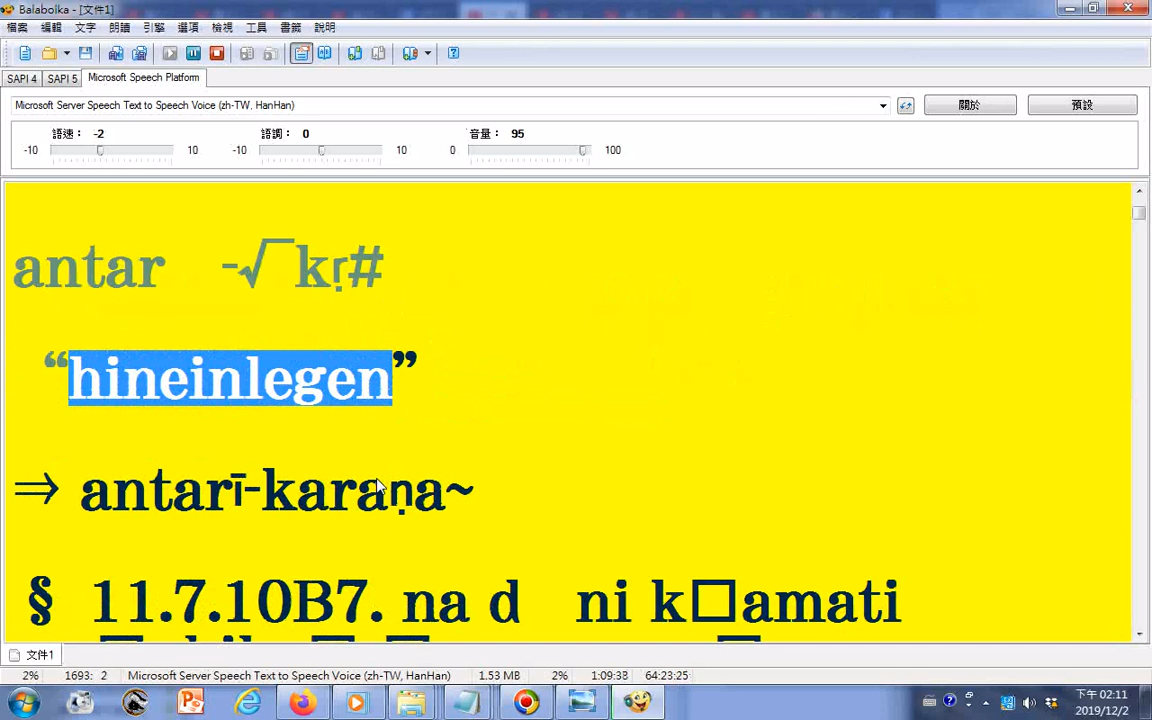 Balabolka - [文件1]
檔案 編輯 文字 朗讀 引擎 選項 檢視 工具 書籤 說明
SAPI 4 SAPI 5 Microsoft Speech Platform
Microsoft Server Speech Text to Speech Voice (zh-TW, HanHan) 關於 預設
語速： -2 語調： 0 音量： 95
-10 10 -10 10 0 100
antar -√‾kṛ#
“hineinlegen”
⇒ antarī-karaṇa~
§ 11.7.10B7. na d ni k□amati
文件1
2% 1693: 2 Microsoft Server Speech Text to Speech Voice (zh-TW, HanHan) 1.53 MB 2% 1:09:38 64:23:25
下午 02:11
2019/12/2